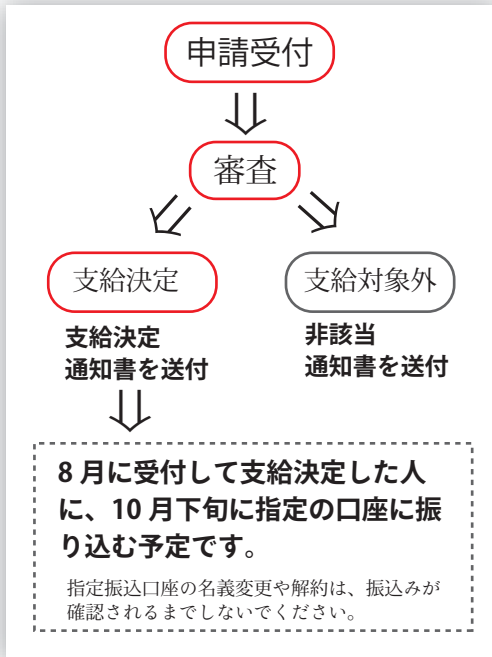 申請受付
審査
支給決定
支給対象外
支給決定
通知書を送付
非該当
通知書を送付
8 月に受付して支給決定した人
に、10 月下旬に指定の口座に振
り込む予定です。
指定振込口座の名義変更や解約は、振込みが
確認されるまでしないでください。